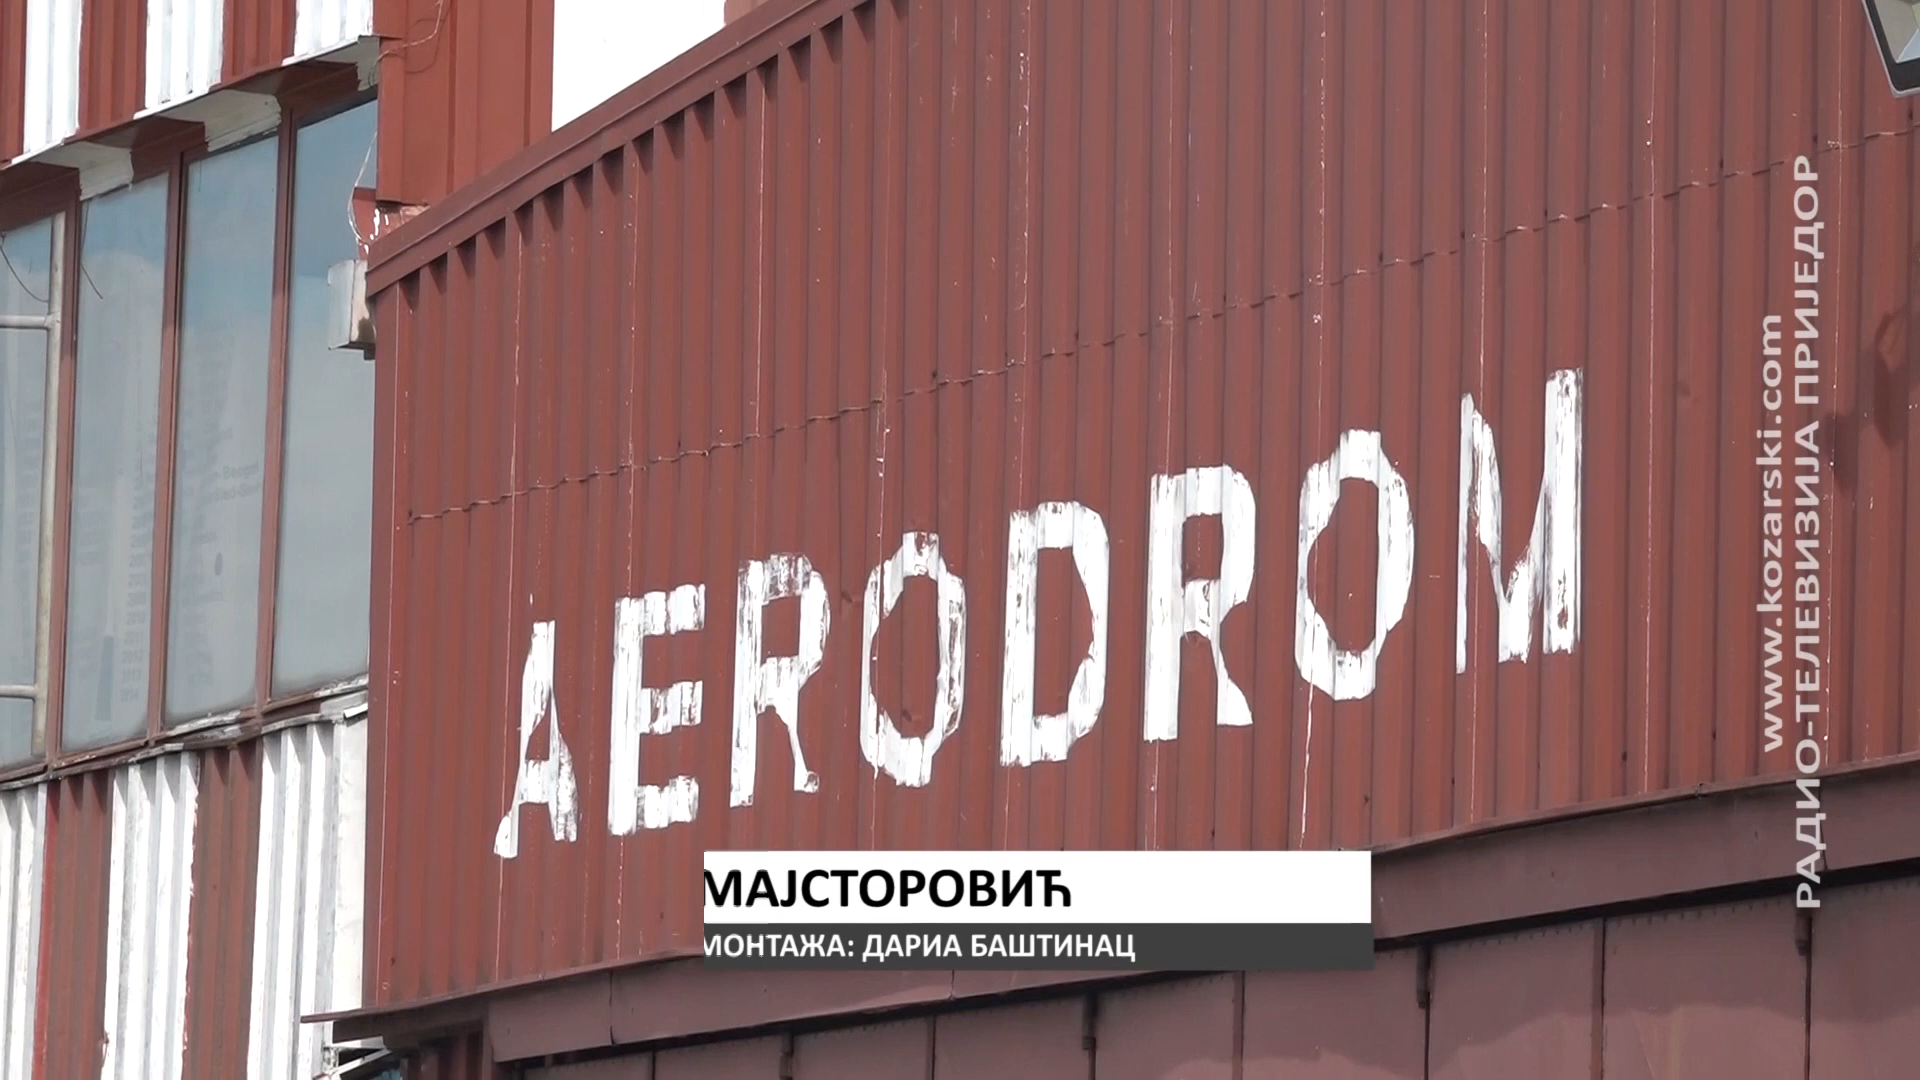 AERODROM
МАЈСТОРОВИЋ
МОНТАЖА: ДАРИА БАШТИНАЦ
www.kozarski.com
РАДИО-ТЕЛЕВИЗИЈА ПРИЈЕДОР